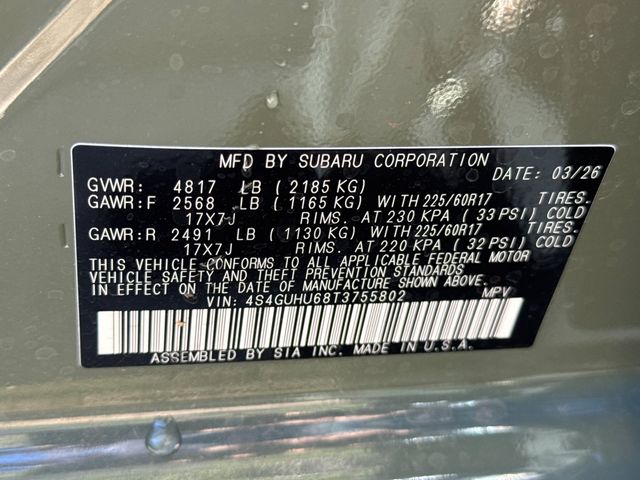 MFD BY SUBARU CORPORATION DATE: 03/26
GVWR: 4817 LB (2185 KG)
GAWR:F 2568 LB (1165 KG) WITH 225/60R17 TIRES.
17X7J RIMS. AT 230 KPA (33 PSI) COLD
GAWR:R 2491 LB (1130 KG) WITH 225/60R17 TIRES.
17X7J RIMS. AT 220 KPA (32 PSI) COLD
THIS VEHICLE CONFORMS TO ALL APPLICABLE FEDERAL MOTOR
VEHICLE SAFETY AND THEFT PREVENTION STANDARDS
IN EFFECT ON THE DATE OF MANUFACTURE SHOWN ABOVE.
VIN: 4S4GUHU68T3755802 MPV
ASSEMBLED BY SIA INC. MADE IN U.S.A.